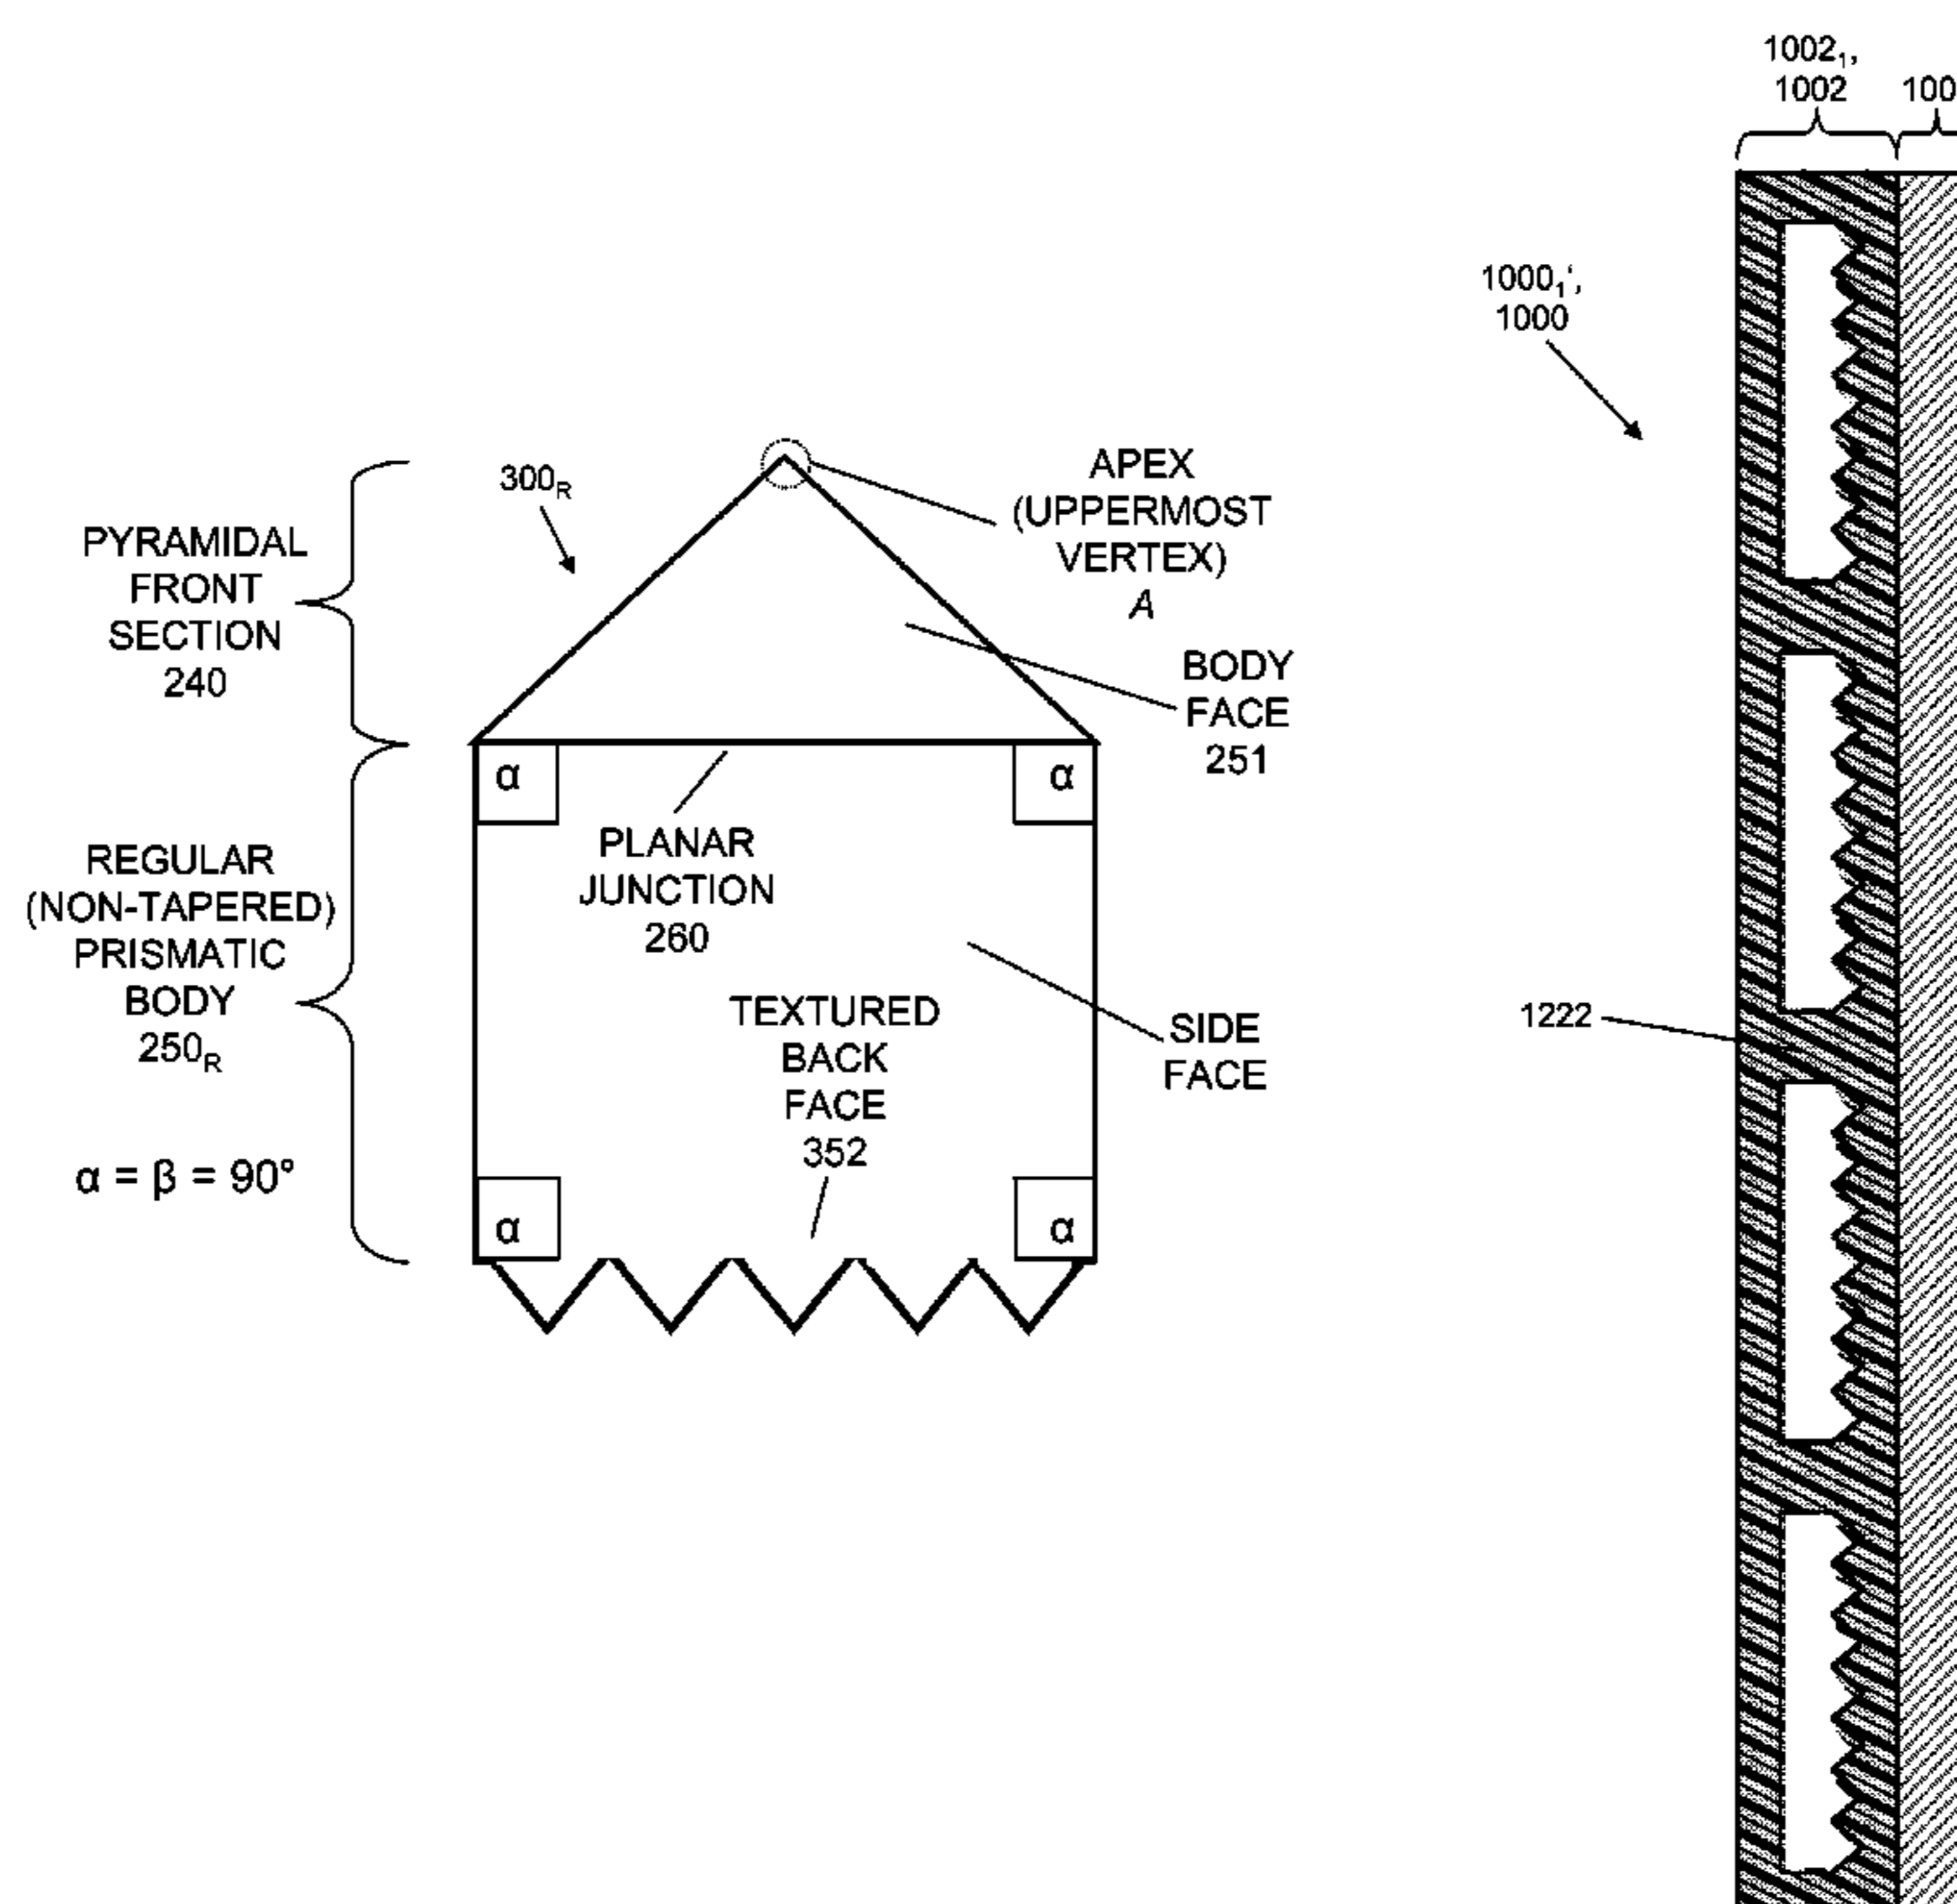 1002₁,
1002
100
1000₁',
1000
300R
APEX
(UPPERMOST
VERTEX)
A
PYRAMIDAL
FRONT
SECTION
240
BODY
FACE
251
α
α
PLANAR
JUNCTION
260
REGULAR
(NON-TAPERED)
PRISMATIC
BODY
250R
TEXTURED
BACK
FACE
352
SIDE
FACE
1222
α = β = 90°
α
α